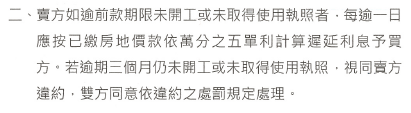 二、賣方如逾前款期限未開工或未取得使用執照者，每逾一日
應按已繳房地價款依萬分之五單利計算遲延利息予買
方。若逾期三個月仍未開工或未取得使用執照，視同賣方
違約，雙方同意依違約之處罰規定處理。